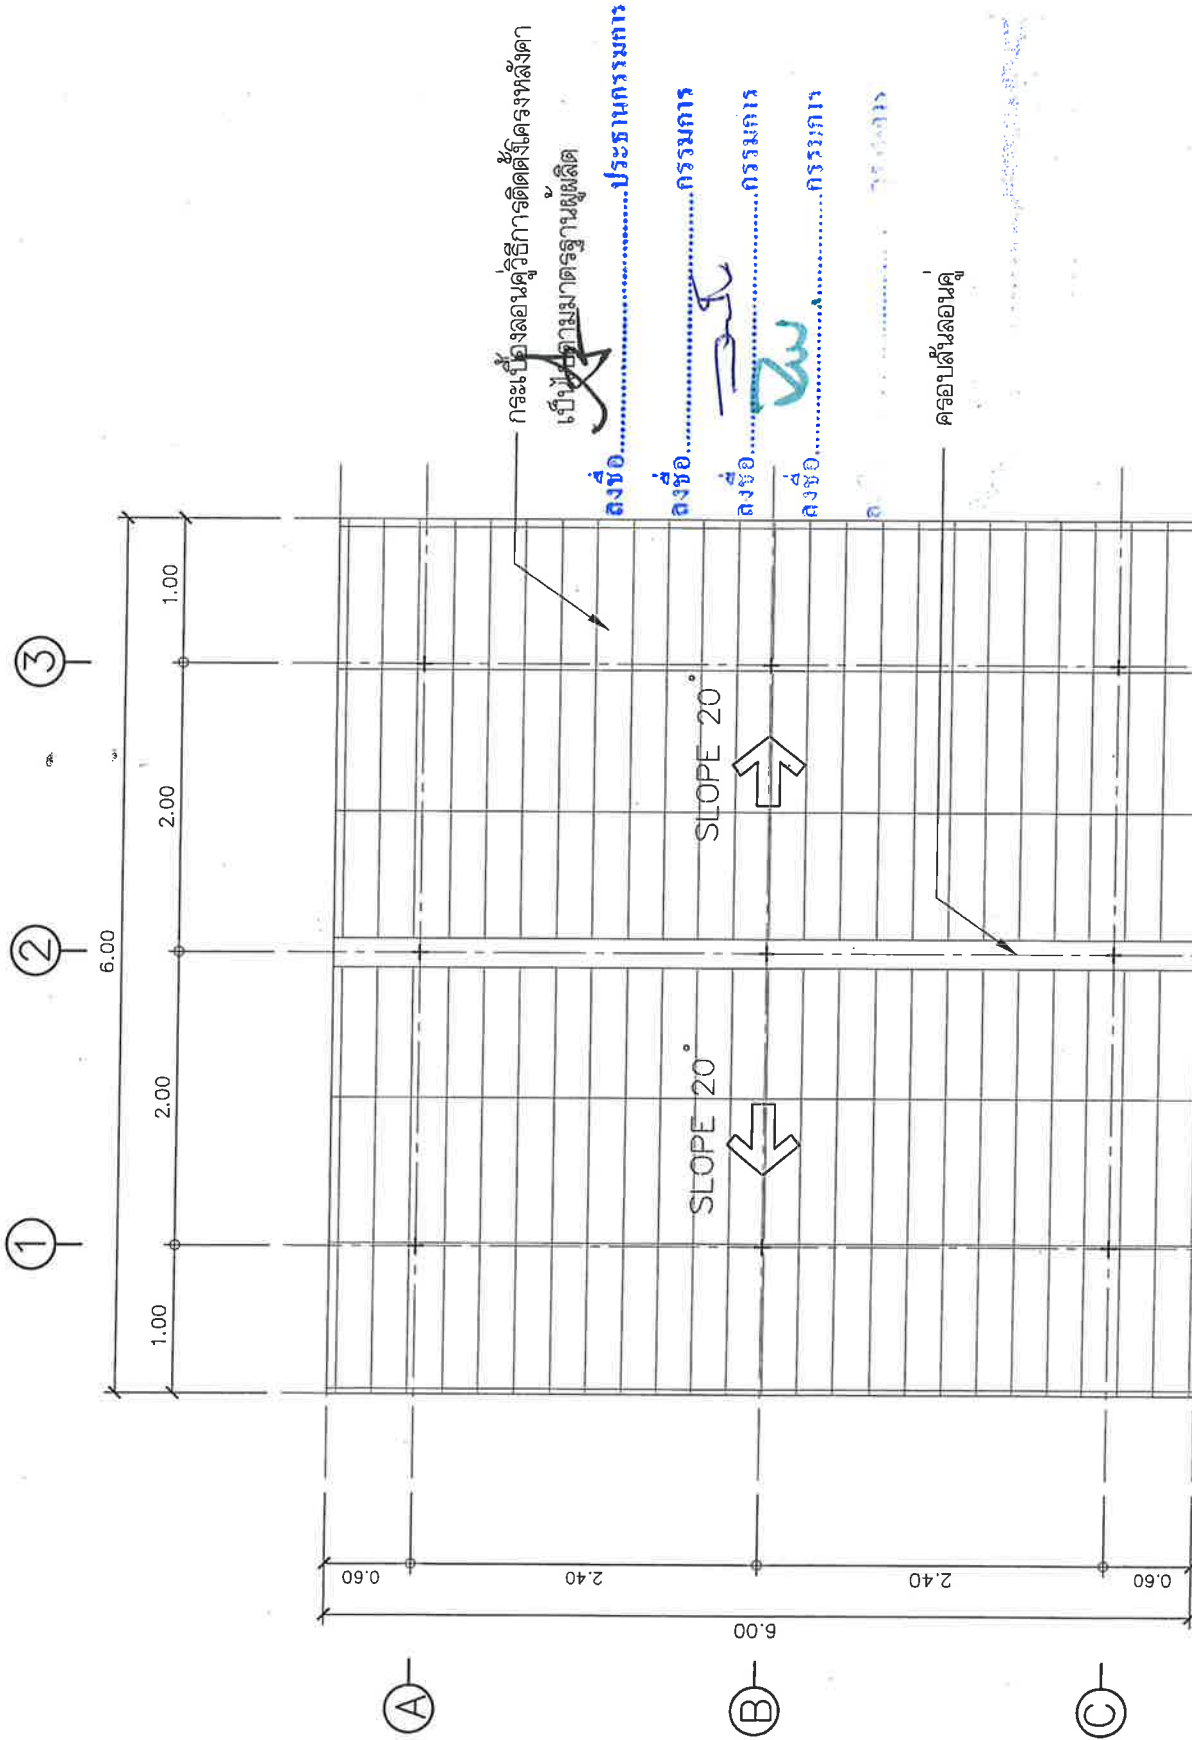 1
2
3
6.00
1.00
2.00
2.00
1.00
A
B
C
0.60
2.40
2.40
0.60
6.00
SLOPE 20°
SLOPE 20°
กระเบื้องลอนคู่วิธีการติดตั้งโครงหลังคา
เป็นไปตามมาตรฐานผู้ผลิต
ลงชื่อ..............................ประธานกรรมการ
ลงชื่อ..............................กรรมการ
ลงชื่อ..............................กรรมการ
ลงชื่อ..............................กรรมการ
ครอบสันลอนคู่